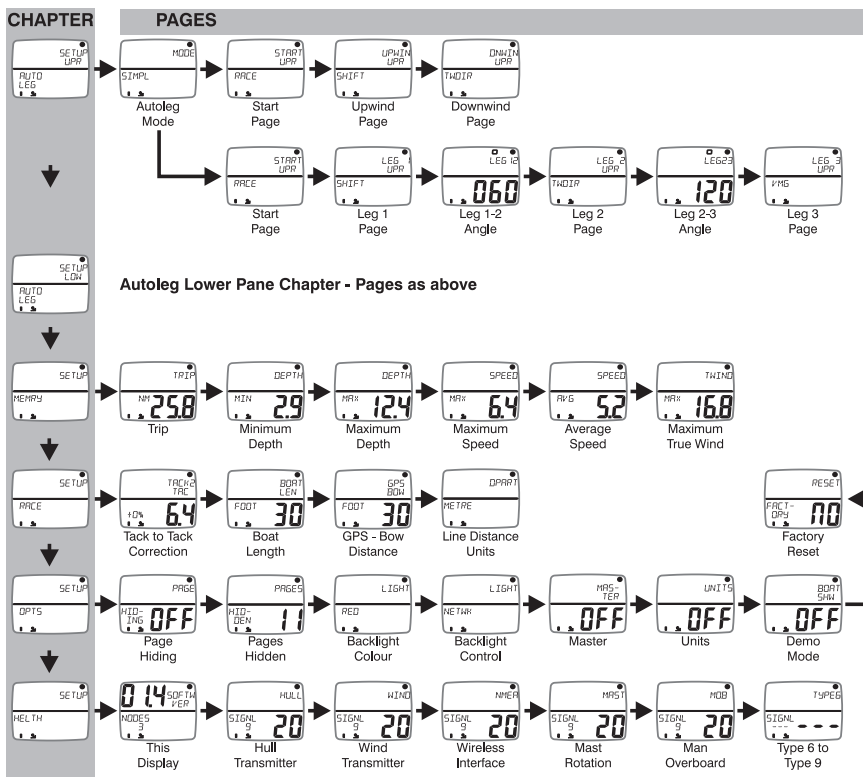 CHAPTER PAGES
SETUP UPR AUTO LEG
MODE SIMPL
START UPR RACE
UPWIN UPR SHIFT
DNWIN UPR TWDIR
Autoleg Mode
Start Page
Upwind Page
Downwind Page
START UPR RACE
LEG 1 UPR SHIFT
LEG 12 060
LEG 2 UPR TWDIR
LEG23 120
LEG 3 UPR VMG
Start Page
Leg 1 Page
Leg 1-2 Angle
Leg 2 Page
Leg 2-3 Angle
Leg 3 Page
SETUP LOW AUTO LEG
Autoleg Lower Pane Chapter - Pages as above
SETUP MEMRY
TRIP NM 25.8
DEPTH MIN 2.9
DEPTH MAX 12.4
SPEED MAX 6.4
SPEED AVG 5.2
TWIND MAX 16.8
Trip
Minimum Depth
Maximum Depth
Maximum Speed
Average Speed
Maximum True Wind
SETUP RACE
TACK2 TAC +0% 6.4
BOAT LEN FOOT 30
GPS BOW FOOT 30
DPART METRE
RESET FACT- ORY NO
Tack to Tack Correction
Boat Length
GPS - Bow Distance
Line Distance Units
Factory Reset
SETUP OPTS
PAGE HID- ING OFF
PAGES HID- DEN 11
LIGHT RED
LIGHT NETWK
MAS- TER OFF
UNITS OFF
BOAT SHW OFF
Page Hiding
Pages Hidden
Backlight Colour
Backlight Control
Master
Units
Demo Mode
SETUP HELTH
01.4 SOFTW VER NODES 3
HULL SIGNL 9 20
WIND SIGNL 9 20
NMEA SIGNL 9 20
MAST SIGNL 9 20
MOB SIGNL 9 20
TYPE6 SIGNL --- ---
This Display
Hull Transmitter
Wind Transmitter
Wireless Interface
Mast Rotation
Man Overboard
Type 6 to Type 9